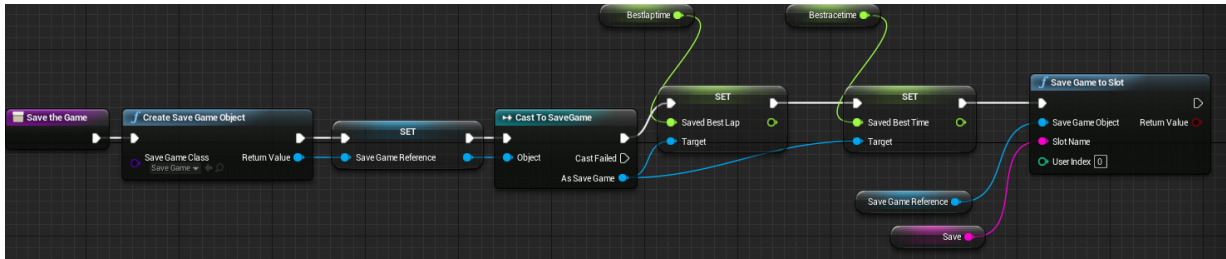 Bestlaptime
Bestracetime
Save the Game
Create Save Game Object
Save Game Class
Save Game
Return Value
SET
Save Game Reference
Cast To SaveGame
Object
Cast Failed
As Save Game
SET
Saved Best Lap
Target
SET
Saved Best Time
Target
Save Game to Slot
Save Game Object
Return Value
Slot Name
User Index 0
Save Game Reference
Save